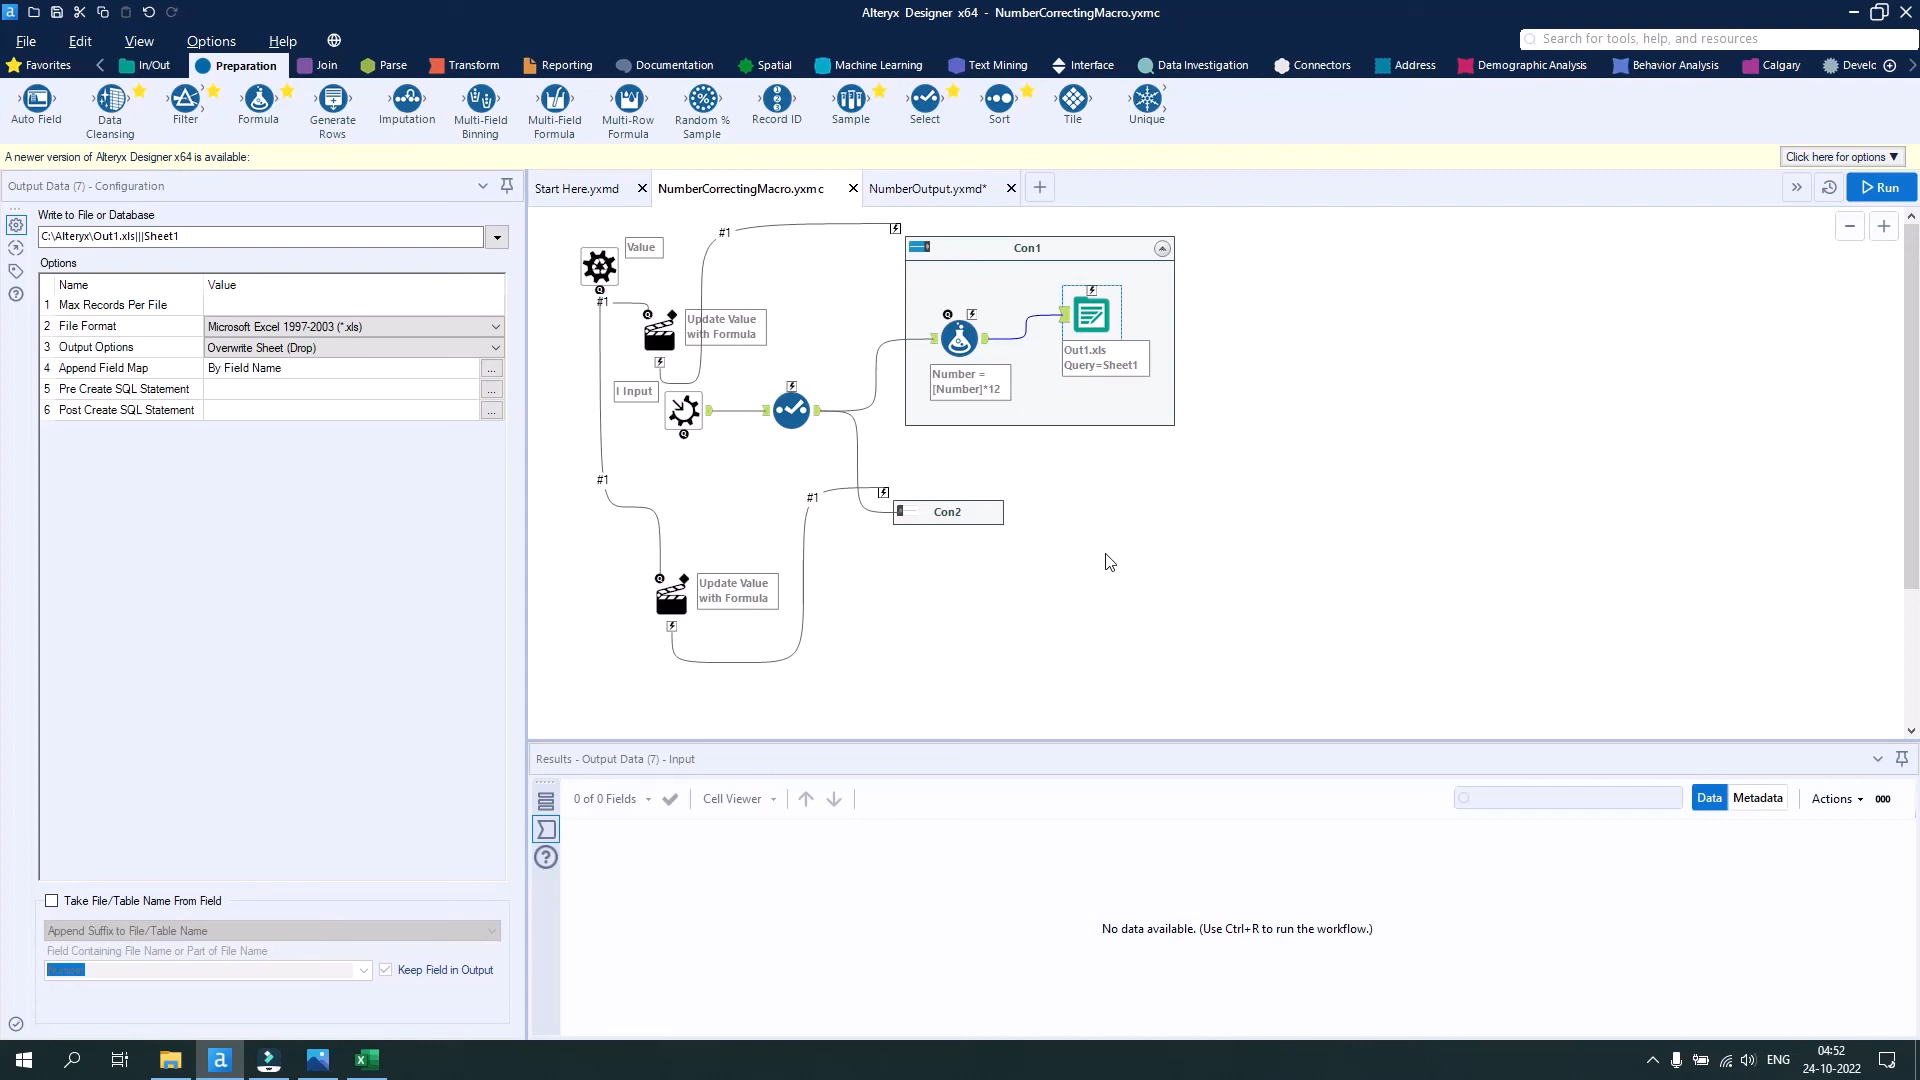 Alteryx Designer x64 - NumberCorrectingMacro.yxmc
File Edit View Options Help
Search for tools, help, and resources
Favorites In/Out Preparation Join Parse Transform Reporting Documentation Spatial Machine Learning Text Mining Interface Data Investigation Connectors Address Demographic Analysis Behavior Analysis Calgary Develc
Auto Field
Data Cleansing
Filter
Formula
Generate Rows
Imputation
Multi-Field Binning
Multi-Field Formula
Multi-Row Formula
Random % Sample
Record ID
Sample
Select
Sort
Tile
Unique
A newer version of Alteryx Designer x64 is available:
Click here for options ▼
Output Data (7) - Configuration
Write to File or Database
C:\Alteryx\Out1.xls|||Sheet1
Options
Name Value
1 Max Records Per File
2 File Format Microsoft Excel 1997-2003 (*.xls)
3 Output Options Overwrite Sheet (Drop)
4 Append Field Map By Field Name ...
5 Pre Create SQL Statement ...
6 Post Create SQL Statement ...
Take File/Table Name From Field
Append Suffix to File/Table Name
Field Containing File Name or Part of File Name
Keep Field in Output
Start Here.yxmd NumberCorrectingMacro.yxmc NumberOutput.yxmd*
Run
Value
#1
#1
Update Value
with Formula
I Input
#1
#1
Update Value
with Formula
Con1
Number =
[Number]*12
Out1.xls
Query=Sheet1
Con2
Results - Output Data (7) - Input
0 of 0 Fields Cell Viewer Data Metadata Actions 000
No data available. (Use Ctrl+R to run the workflow.)
ENG
04:52
24-10-2022